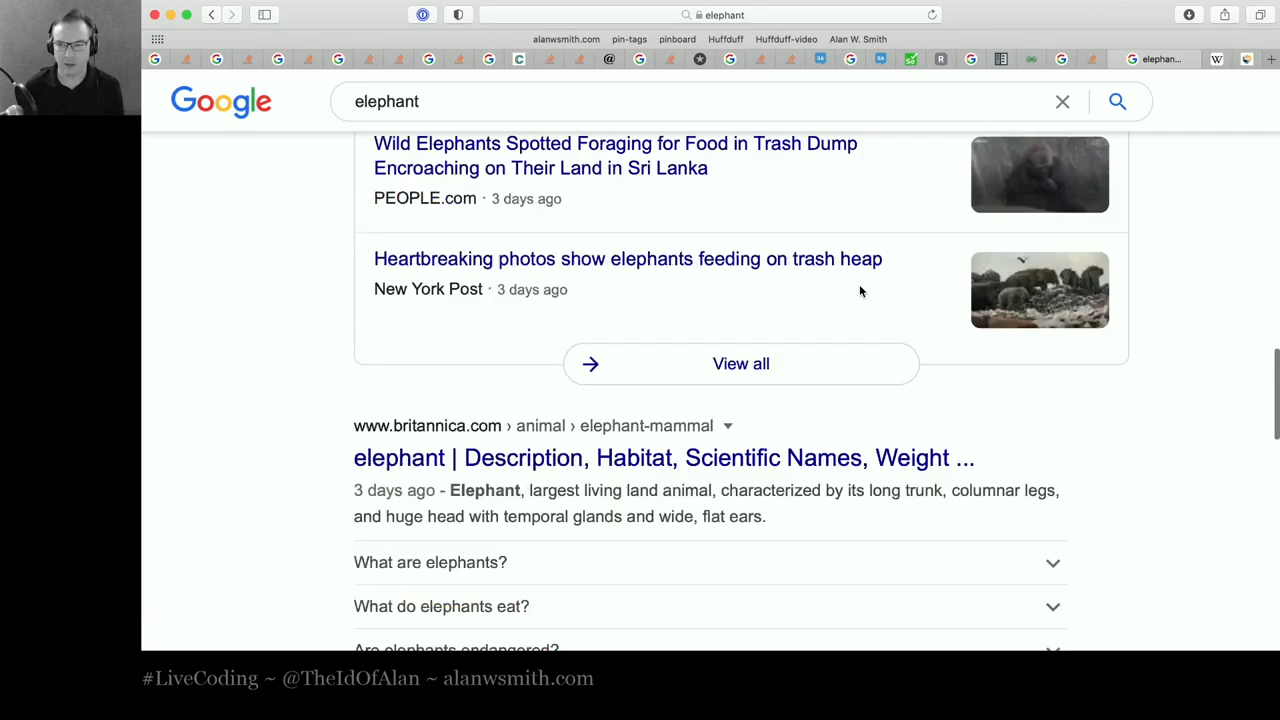 elephant
alanwsmith.com pin-tags pinboard Huffduff Huffduff-video Alan W. Smith
elephan...
Google
elephant
Wild Elephants Spotted Foraging for Food in Trash Dump
Encroaching on Their Land in Sri Lanka
PEOPLE.com · 3 days ago
Heartbreaking photos show elephants feeding on trash heap
New York Post · 3 days ago
View all
www.britannica.com › animal › elephant-mammal
elephant | Description, Habitat, Scientific Names, Weight ...
3 days ago - Elephant, largest living land animal, characterized by its long trunk, columnar legs,
and huge head with temporal glands and wide, flat ears.
What are elephants?
What do elephants eat?
Are elephants endangered?
#LiveCoding ~ @TheIdOfAlan ~ alanwsmith.com